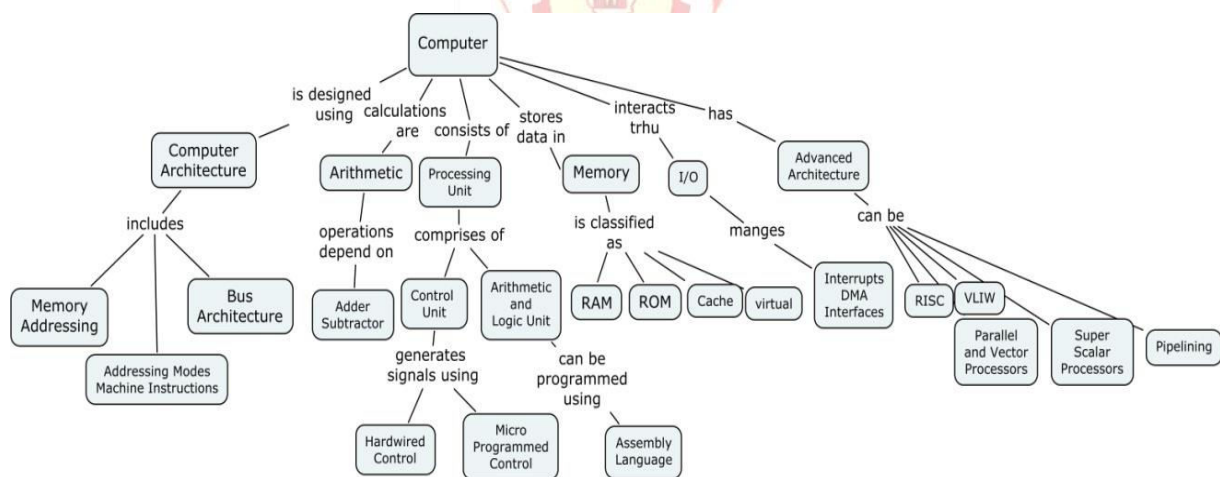 Computer
is designed
using
calculations
are
consists of
stores
data in
interacts
trhu
has
Computer
Architecture
Arithmetic
Processing
Unit
Memory
I/O
Advanced
Architecture
includes
operations
depend on
comprises of
is classified
as
manges
can be
Memory
Addressing
Addressing Modes
Machine Instructions
Bus
Architecture
Adder
Subtractor
Control
Unit
Arithmetic
and
Logic Unit
RAM
ROM
Cache
virtual
Interrupts
DMA
Interfaces
RISC
VLIW
Parallel
and Vector
Processors
Super
Scalar
Processors
Pipelining
generates
signals using
can be
programmed
using
Hardwired
Control
Micro
Programmed
Control
Assembly
Language